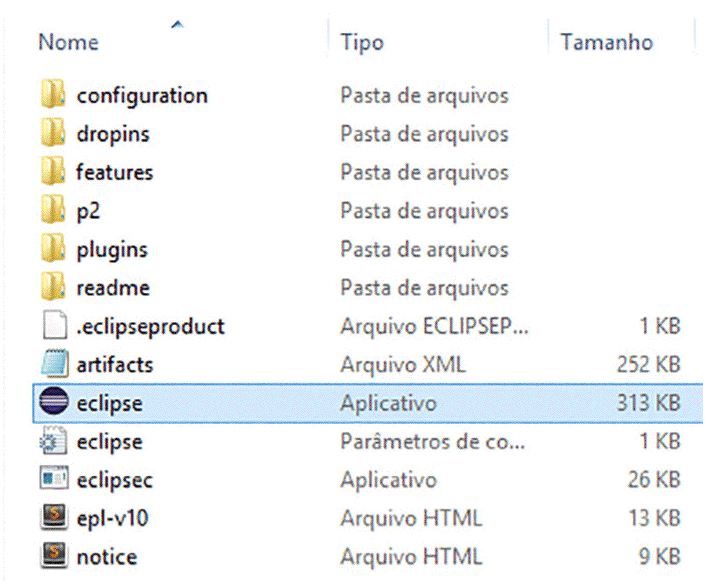 Nome Tipo Tamanho
configuration Pasta de arquivos
dropins Pasta de arquivos
features Pasta de arquivos
p2 Pasta de arquivos
plugins Pasta de arquivos
readme Pasta de arquivos
.eclipseproduct Arquivo ECLIPSEP... 1 KB
artifacts Arquivo XML 252 KB
eclipse Aplicativo 313 KB
eclipse Parâmetros de co... 1 KB
eclipsec Aplicativo 26 KB
epl-v10 Arquivo HTML 13 KB
notice Arquivo HTML 9 KB